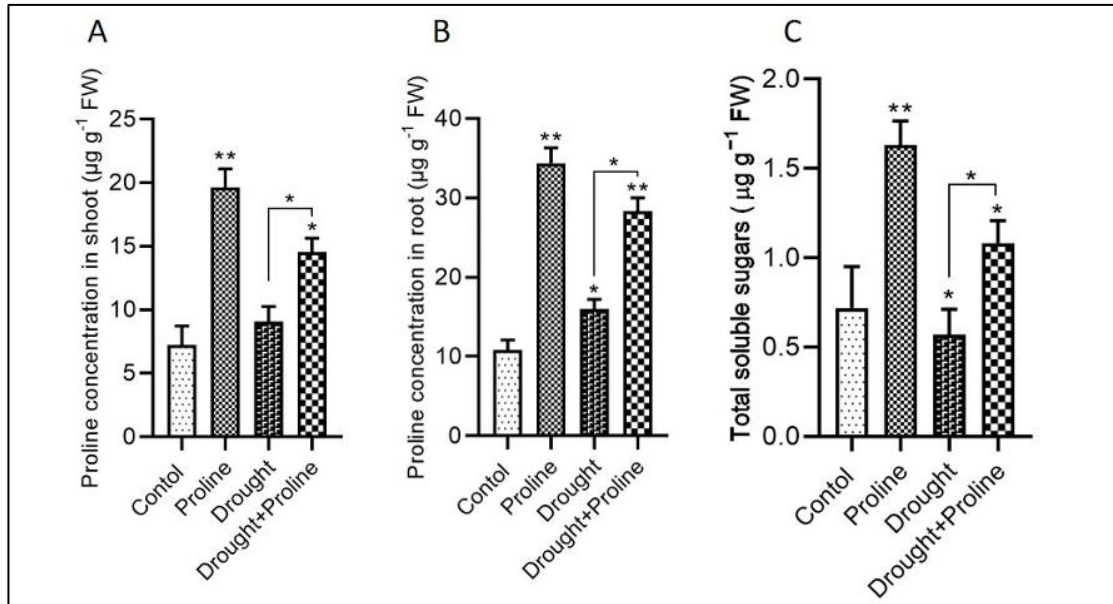 A
Proline concentration in shoot (µg g⁻¹ FW)
25
20
15
10
5
0
**
*
*
Contol
Proline
Drought
Drought+Proline
B
Proline concentration in root (µg g⁻¹ FW)
40
30
20
10
0
**
*
*
**
Contol
Proline
Drought
Drought+Proline
C
Total soluble sugars ( µg g⁻¹ FW)
2.0
1.5
1.0
0.5
0.0
**
*
*
*
Contol
Proline
Drought
Drought+Proline